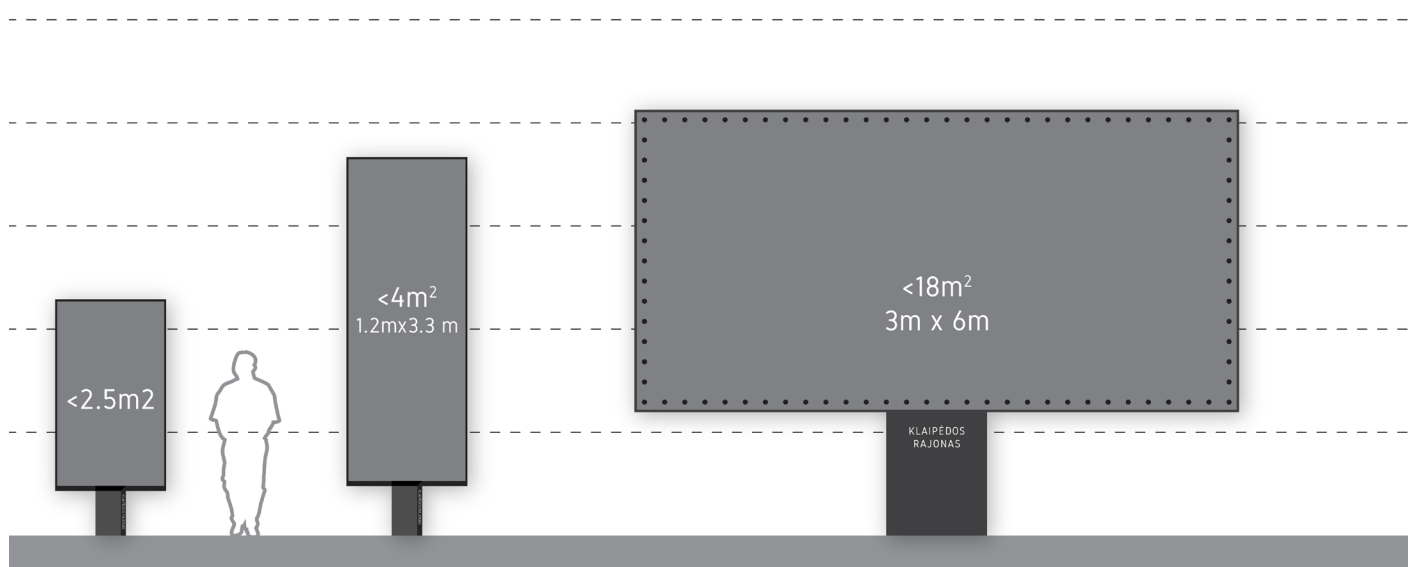 <2.5m2
<4m²
1.2mx3.3 m
<18m²
3m x 6m
KLAIPĖDOS
RAJONAS